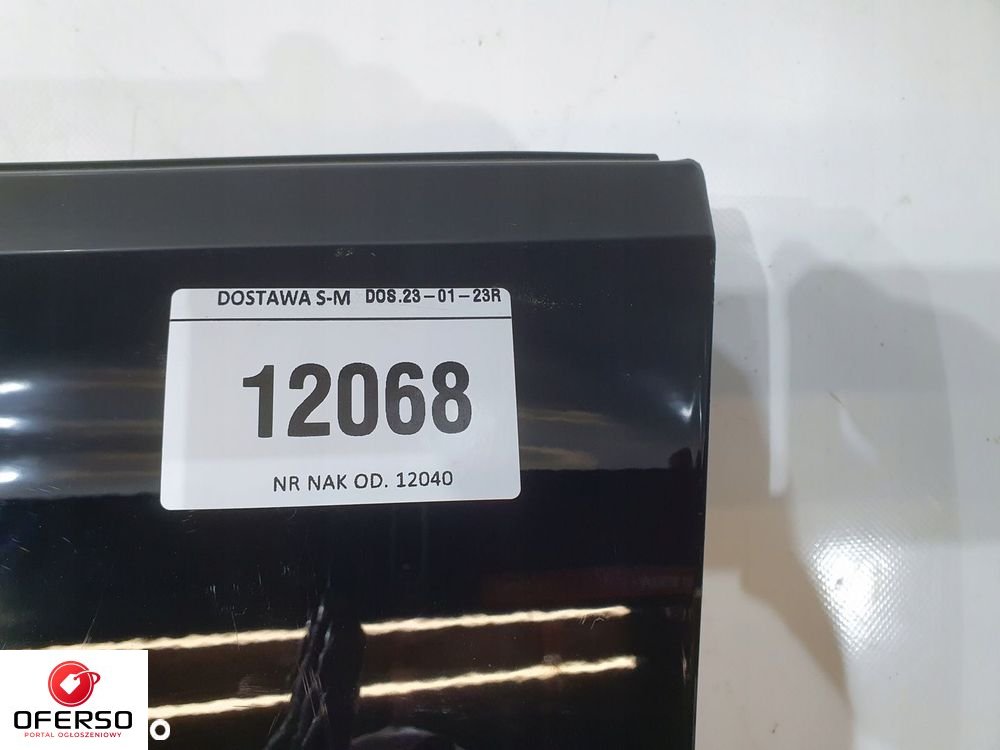 DOSTAWA S-M DOS.23-01-23R
12068
NR NAK OD. 12040
OFERSO
PORTAL OGŁOSZENIOWY